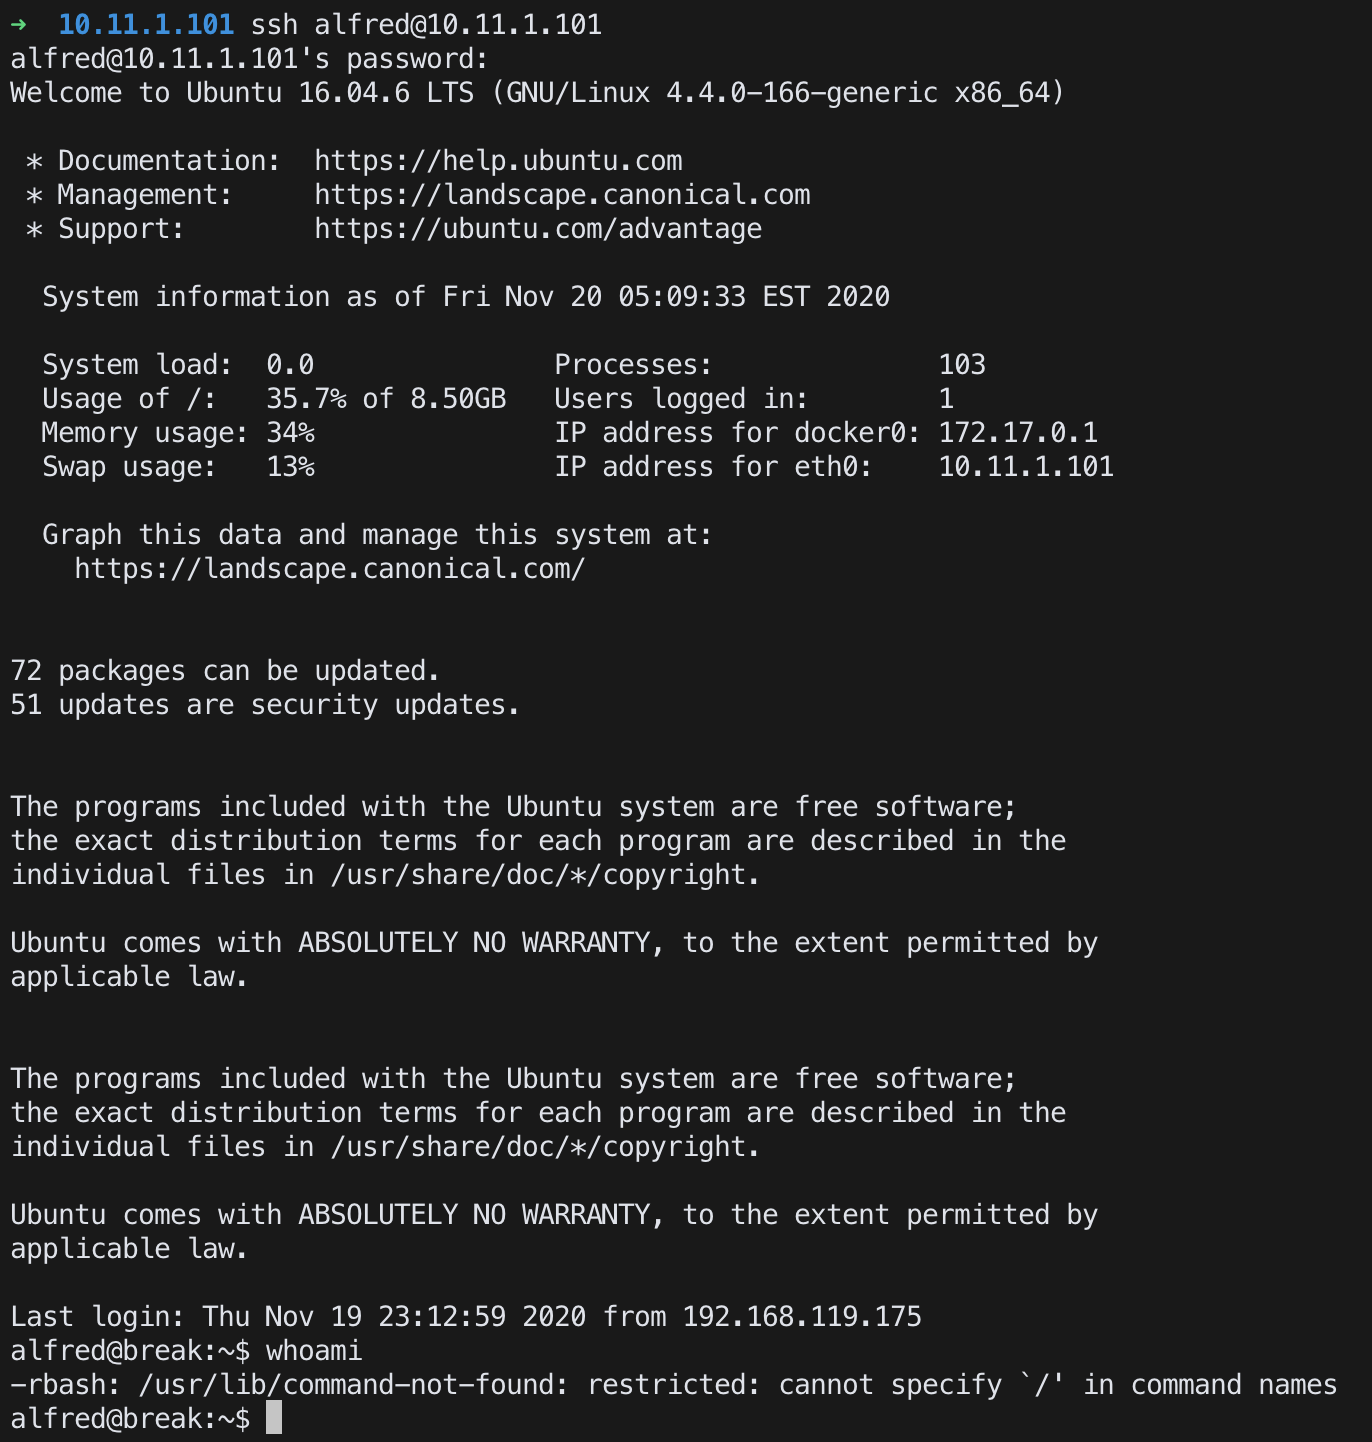 ➜  10.11.1.101 ssh alfred@10.11.1.101
alfred@10.11.1.101's password:
Welcome to Ubuntu 16.04.6 LTS (GNU/Linux 4.4.0-166-generic x86_64)

 * Documentation:  https://help.ubuntu.com
 * Management:     https://landscape.canonical.com
 * Support:        https://ubuntu.com/advantage

  System information as of Fri Nov 20 05:09:33 EST 2020

  System load:  0.0               Processes:              103
  Usage of /:   35.7% of 8.50GB   Users logged in:        1
  Memory usage: 34%               IP address for docker0: 172.17.0.1
  Swap usage:   13%               IP address for eth0:    10.11.1.101

  Graph this data and manage this system at:
    https://landscape.canonical.com/


72 packages can be updated.
51 updates are security updates.


The programs included with the Ubuntu system are free software;
the exact distribution terms for each program are described in the
individual files in /usr/share/doc/*/copyright.

Ubuntu comes with ABSOLUTELY NO WARRANTY, to the extent permitted by
applicable law.


The programs included with the Ubuntu system are free software;
the exact distribution terms for each program are described in the
individual files in /usr/share/doc/*/copyright.

Ubuntu comes with ABSOLUTELY NO WARRANTY, to the extent permitted by
applicable law.

Last login: Thu Nov 19 23:12:59 2020 from 192.168.119.175
alfred@break:~$ whoami
-rbash: /usr/lib/command-not-found: restricted: cannot specify `/' in command names
alfred@break:~$